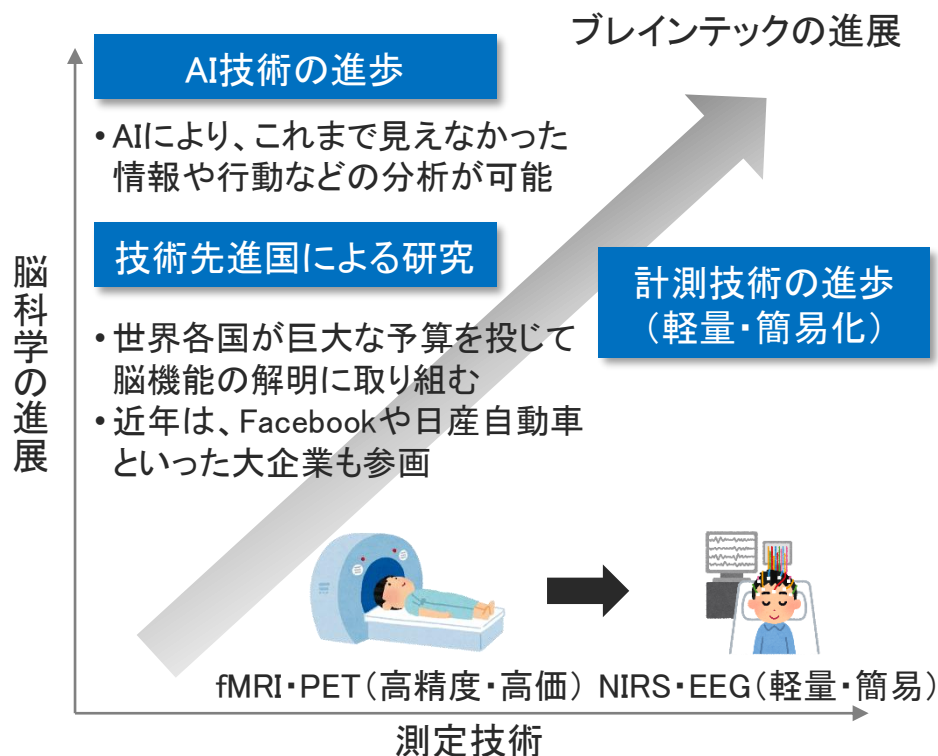 ブレインテックの進展
AI技術の進歩
•AIにより、これまで見えなかった
情報や行動などの分析が可能
技術先進国による研究
•世界各国が巨大な予算を投じて
脳機能の解明に取り組む
•近年は、Facebookや日産自動車
といった大企業も参画
計測技術の進歩
（軽量・簡易化）
脳科学の進展
fMRI・PET（高精度・高価）
NIRS・EEG（軽量・簡易）
測定技術